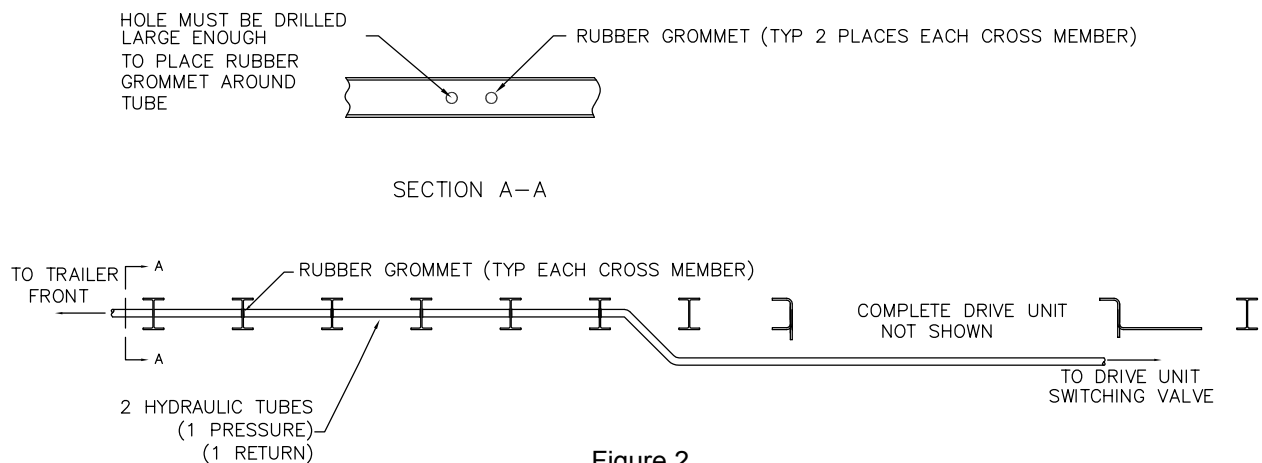 HOLE MUST BE DRILLED
LARGE ENOUGH
TO PLACE RUBBER
GROMMET AROUND
TUBE
RUBBER GROMMET (TYP 2 PLACES EACH CROSS MEMBER)
SECTION A-A
TO TRAILER
FRONT
A
A
RUBBER GROMMET (TYP EACH CROSS MEMBER)
COMPLETE DRIVE UNIT
NOT SHOWN
TO DRIVE UNIT
SWITCHING VALVE
2 HYDRAULIC TUBES
(1 PRESSURE)
(1 RETURN)
Figure 2